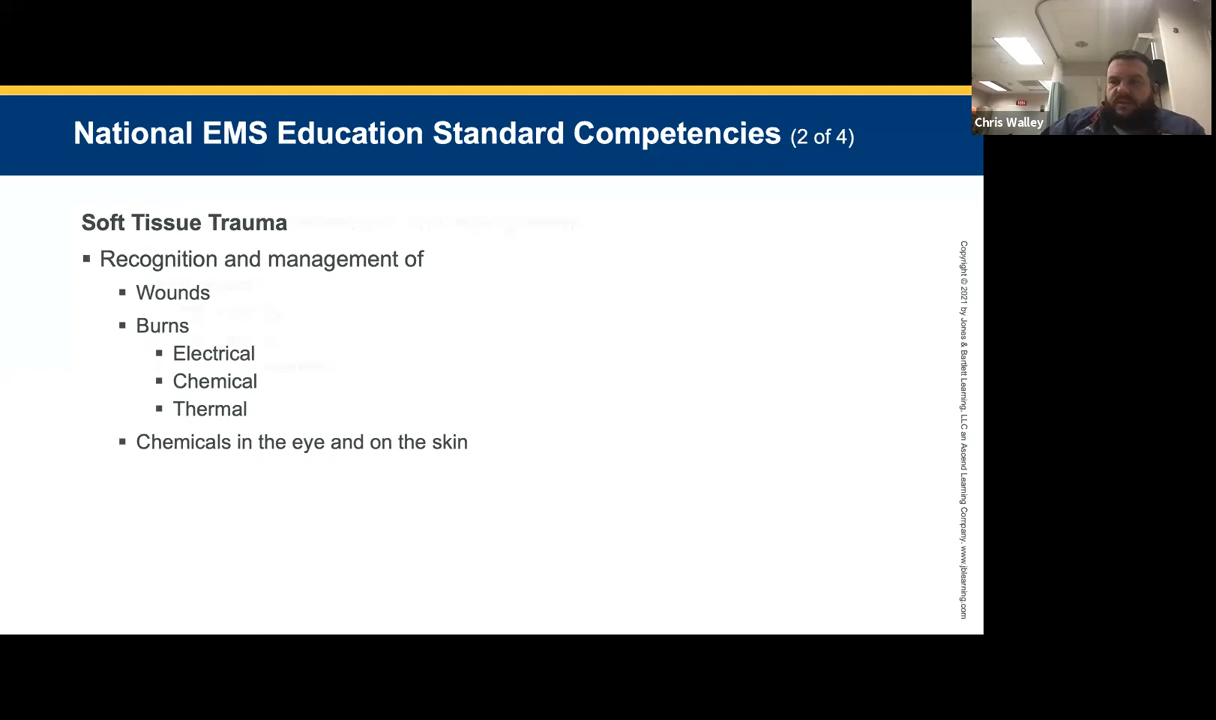 National EMS Education Standard Competencies (2 of 4)
Chris Walley
Soft Tissue Trauma
▪ Recognition and management of
▪ Wounds
▪ Burns
▪ Electrical
▪ Chemical
▪ Thermal
▪ Chemicals in the eye and on the skin
Copyright © 2021 by Jones & Bartlett Learning, LLC an Ascend Learning Company. www.jblearning.com